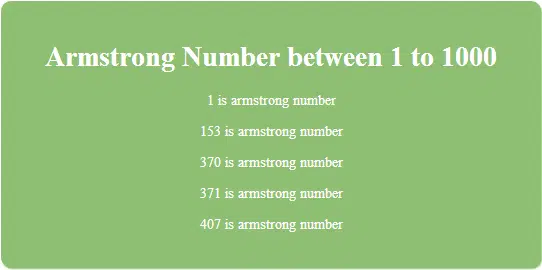 Armstrong Number between 1 to 1000
1 is armstrong number
153 is armstrong number
370 is armstrong number
371 is armstrong number
407 is armstrong number